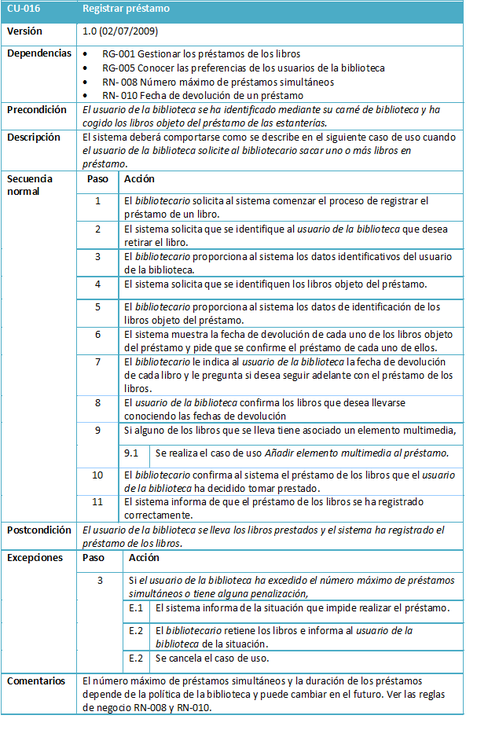 CU-016 Registrar préstamo
Versión 1.0 (02/07/2009)
Dependencias • RG-001 Gestionar los préstamos de los libros
• RG-005 Conocer las preferencias de los usuarios de la biblioteca
• RN- 008 Número máximo de préstamos simultáneos
• RN- 010 Fecha de devolución de un préstamo
Precondición El usuario de la biblioteca se ha identificado mediante su carné de biblioteca y ha
cogido los libros objeto del préstamo de las estanterías.
Descripción El sistema deberá comportarse como se describe en el siguiente caso de uso cuando
el usuario de la biblioteca solicite al bibliotecario sacar uno o más libros en
préstamo.
Secuencia Paso Acción
normal
1 El bibliotecario solicita al sistema comenzar el proceso de registrar el
préstamo de un libro.
2 El sistema solicita que se identifique al usuario de la biblioteca que desea
retirar el libro.
3 El bibliotecario proporciona al sistema los datos identificativos del usuario
de la biblioteca.
4 El sistema solicita que se identifiquen los libros objeto del préstamo.
5 El bibliotecario proporciona al sistema los datos de identificación de los
libros objeto del préstamo.
6 El sistema muestra la fecha de devolución de cada uno de los libros objeto
del préstamo y pide que se confirme el préstamo de cada uno de ellos.
7 El bibliotecario le indica al usuario de la biblioteca la fecha de devolución
de cada libro y le pregunta si desea seguir adelante con el préstamo de los
libros.
8 El usuario de la biblioteca confirma los libros que desea llevarse
conociendo las fechas de devolución
9 Si alguno de los libros que se lleva tiene asociado un elemento multimedia,
9.1 Se realiza el caso de uso Añadir elemento multimedia al préstamo.
10 El bibliotecario confirma al sistema el préstamo de los libros que el usuario
de la biblioteca ha decidido tomar prestado.
11 El sistema informa de que el préstamo de los libros se ha registrado
correctamente.
Postcondición El usuario de la biblioteca se lleva los libros prestados y el sistema ha registrado el
préstamo de los libros.
Excepciones Paso Acción
3 Si el usuario de la biblioteca ha excedido el número máximo de préstamos
simultáneos o tiene alguna penalización,
E.1 El sistema informa de la situación que impide realizar el préstamo.
E.2 El bibliotecario retiene los libros e informa al usuario de la
biblioteca de la situación.
E.2 Se cancela el caso de uso.
Comentarios El número máximo de préstamos simultáneos y la duración de los préstamos
depende de la política de la biblioteca y puede cambiar en el futuro. Ver las reglas
de negocio RN-008 y RN-010.